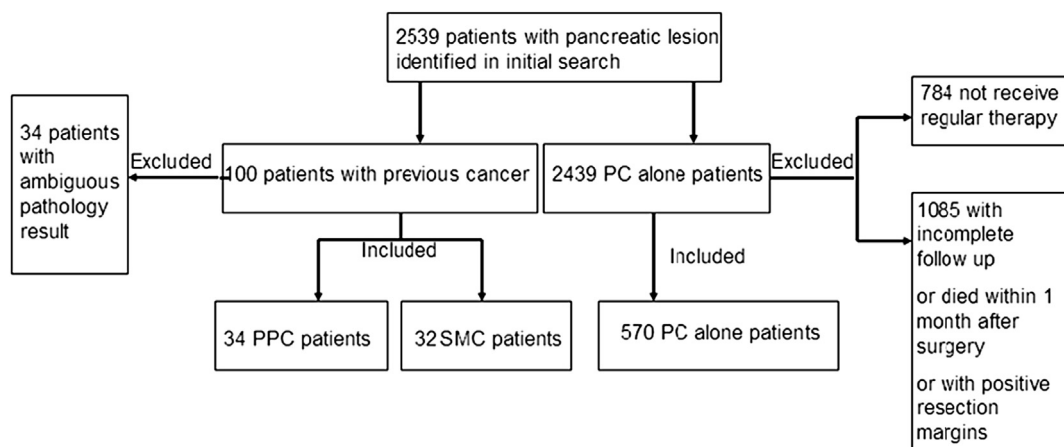 2539 patients with pancreatic lesion
identified in initial search
784 not receive
regular therapy
34 patients
with
ambiguous
pathology
result
Excluded
100 patients with previous cancer
2439 PC alone patients
Excluded
1085 with
incomplete
follow up
or died within 1
month after
surgery
or with positive
resection
margins
Included
Included
34 PPC patients
32 SMC patients
570 PC alone patients